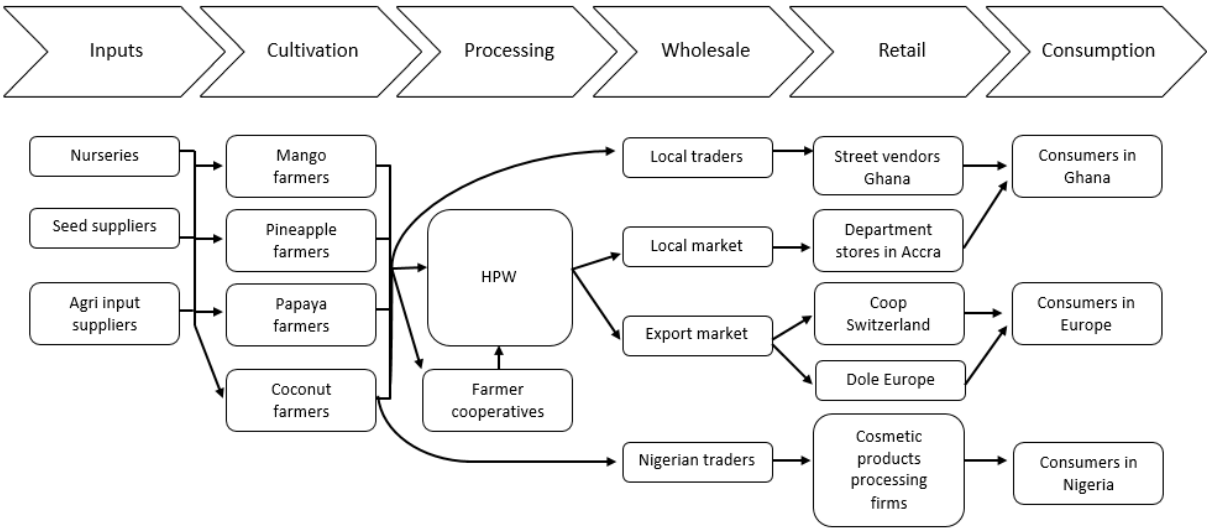 Inputs
Cultivation
Processing
Wholesale
Retail
Consumption
Nurseries
Seed suppliers
Agri input
suppliers
Mango
farmers
Pineapple
farmers
Papaya
farmers
Coconut
farmers
HPW
Farmer
cooperatives
Local traders
Local market
Export market
Nigerian traders
Street vendors
Ghana
Department
stores in Accra
Coop
Switzerland
Dole Europe
Cosmetic
products
processing
firms
Consumers in
Ghana
Consumers in
Europe
Consumers in
Nigeria